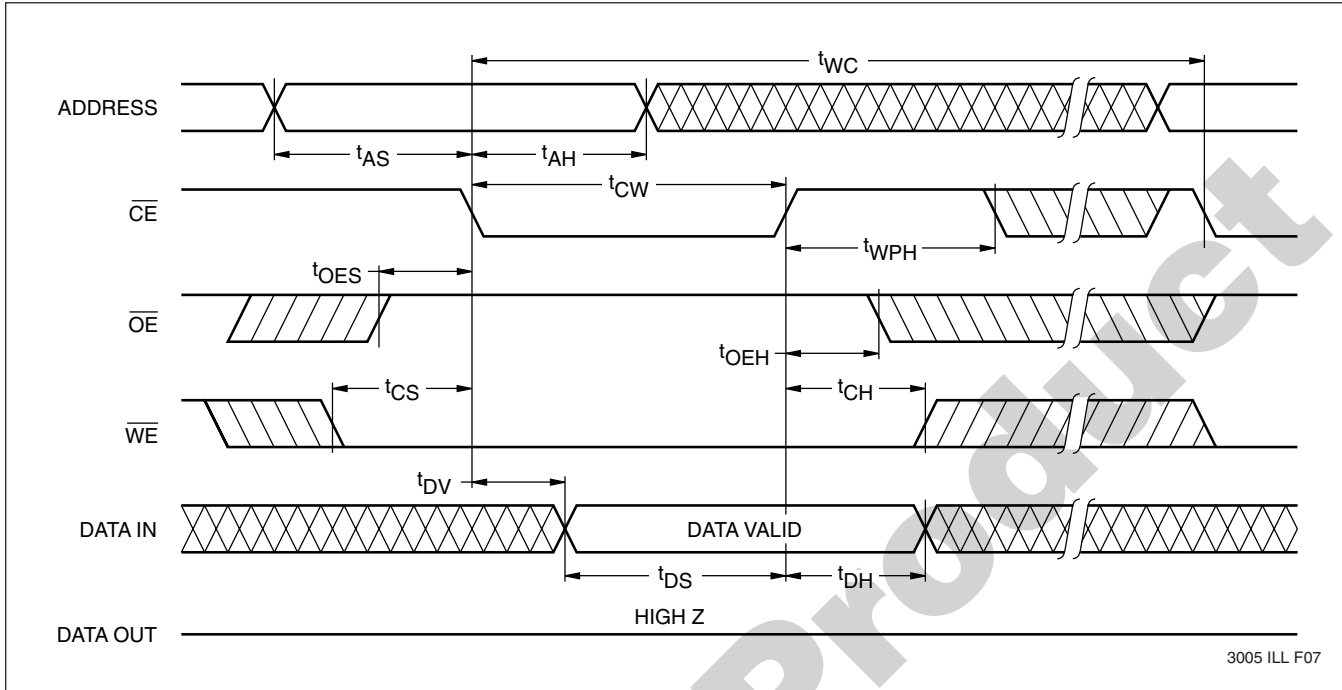 tWC
ADDRESS
tAS
tAH
tCW
CE
tWPH
tOES
OE
tOEH
tCS
tCH
WE
tDV
DATA IN
DATA VALID
tDS
tDH
HIGH Z
DATA OUT
3005 ILL F07
Product